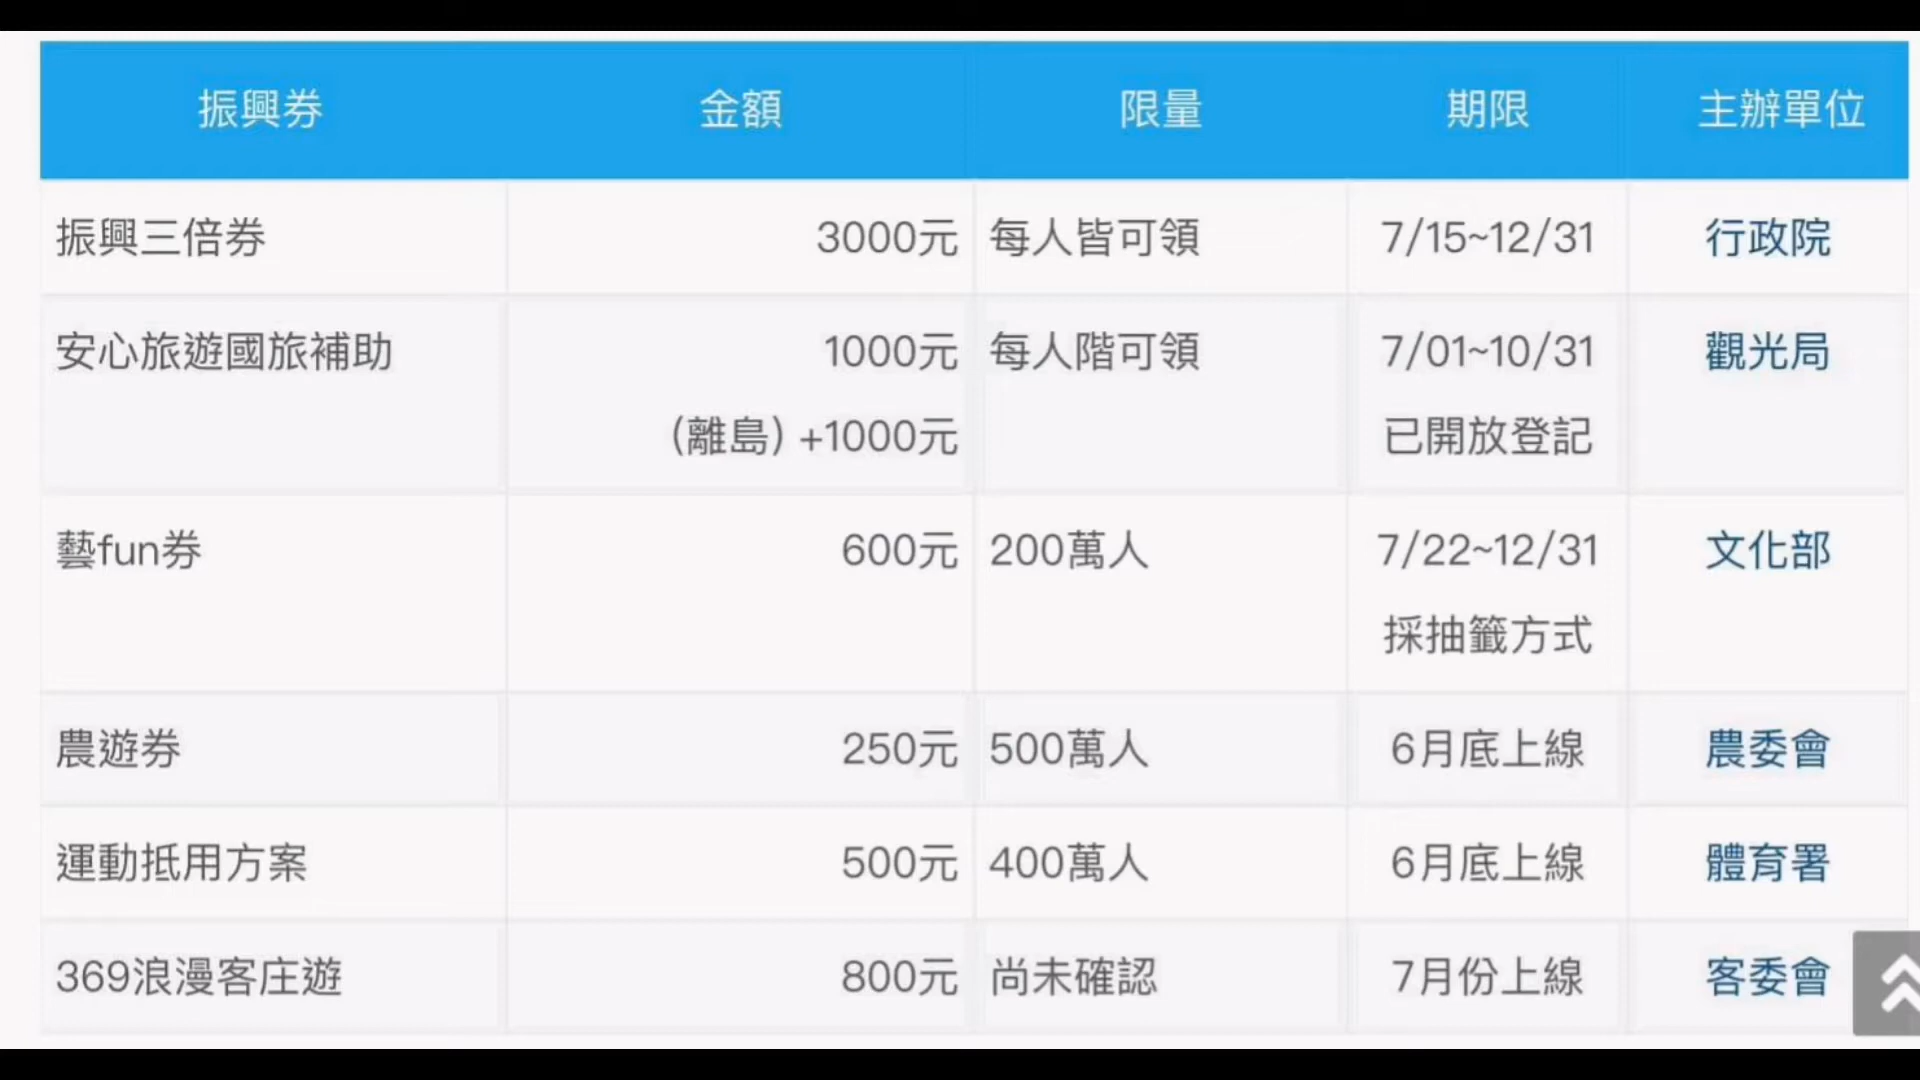 振興券 金額 限量 期限 主辦單位
振興三倍券 3000元 每人皆可領 7/15~12/31 行政院
安心旅遊國旅補助 1000元 每人階可領 7/01~10/31 觀光局
(離島) +1000元 已開放登記
藝fun券 600元 200萬人 7/22~12/31 文化部
採抽籤方式
農遊券 250元 500萬人 6月底上線 農委會
運動抵用方案 500元 400萬人 6月底上線 體育署
369浪漫客庄遊 800元 尚未確認 7月份上線 客委會